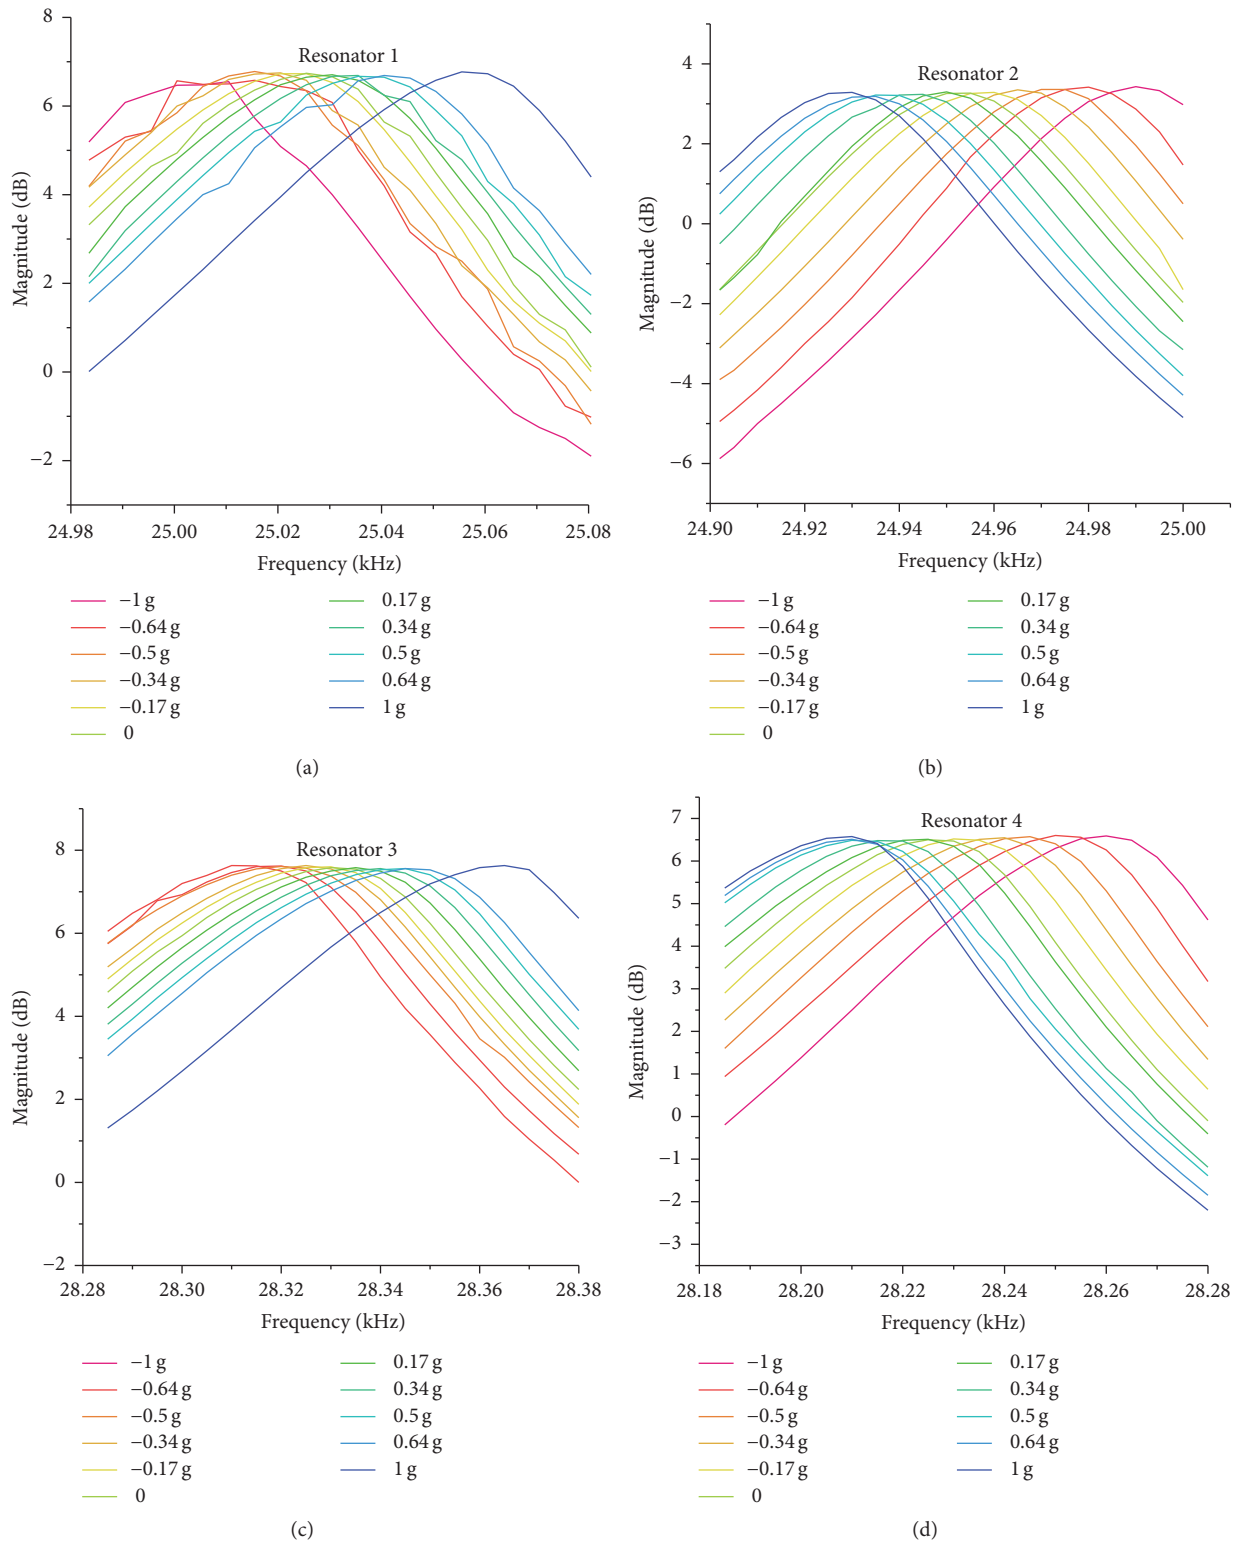 Resonator 1
8
6
4
2
0
−2
Magnitude (dB)
24.98 25.00 25.02 25.04 25.06 25.08
Frequency (kHz)
−1 g
−0.64 g
−0.5 g
−0.34 g
−0.17 g
0
0.17 g
0.34 g
0.5 g
0.64 g
1 g
(a)
Resonator 2
4
2
0
−2
−4
−6
Magnitude (dB)
24.90 24.92 24.94 24.96 24.98 25.00
Frequency (kHz)
−1 g
−0.64 g
−0.5 g
−0.34 g
−0.17 g
0
0.17 g
0.34 g
0.5 g
0.64 g
1 g
(b)
Resonator 3
8
6
4
2
0
−2
Magnitude (dB)
28.28 28.30 28.32 28.34 28.36 28.38
Frequency (kHz)
−1 g
−0.64 g
−0.5 g
−0.34 g
−0.17 g
0
0.17 g
0.34 g
0.5 g
0.64 g
1 g
(c)
Resonator 4
7
6
5
4
3
2
1
0
−1
−2
−3
Magnitude (dB)
28.18 28.20 28.22 28.24 28.26 28.28
Frequency (kHz)
−1 g
−0.64 g
−0.5 g
−0.34 g
−0.17 g
0
0.17 g
0.34 g
0.5 g
0.64 g
1 g
(d)